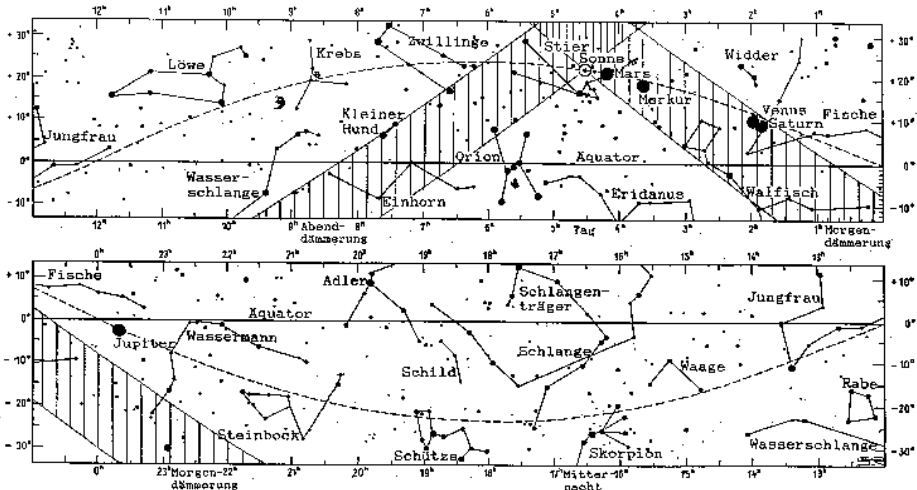 12ʰ 11ʰ 10ʰ 9ʰ 8ʰ 7ʰ 6ʰ 5ʰ 4ʰ 3ʰ 2ʰ 1ʰ
+30° Krebs Zwillinge Stier +30°
Löwe Sonne Widder
+20° Mars +20°
Merkur
+10° Kleiner Venus Fische +10°
Jungfrau Hund Saturn
0° Orion Äquator 0°
Wasser-
schlange Einhorn Eridanus Walfisch
-10° -10°
12ʰ 11ʰ 10ʰ 9ʰ 8ʰ 7ʰ 6ʰ 5ʰ 4ʰ 3ʰ 2ʰ 1ʰ
Abend- Tag Morgen-
dämmerung dämmerung
0ʰ 23ʰ 22ʰ 21ʰ 20ʰ 19ʰ 18ʰ 17ʰ 16ʰ 15ʰ 14ʰ 13ʰ
+10° Fische Adler Schlangen- Jungfrau +10°
träger
0° Äquator 0°
Jupiter Wassermann Schlange
-10° Schild Waage -10°
Rabe
-20° Steinbock -20°
Schütze Skorpion Wasserschlange
-30° -30°
0ʰ 23ʰ Morgen- 22ʰ 21ʰ 20ʰ 19ʰ 18ʰ 17ʰ Mitter- 16ʰ 15ʰ 14ʰ 13ʰ
dämmerung nacht